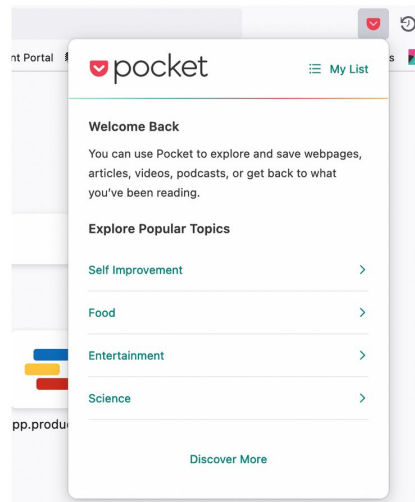 pocket
My List
nt Portal
s
Welcome Back
You can use Pocket to explore and save webpages,
articles, videos, podcasts, or get back to what
you've been reading.
Explore Popular Topics
Self Improvement
Food
Entertainment
Science
pp.produ
Discover More